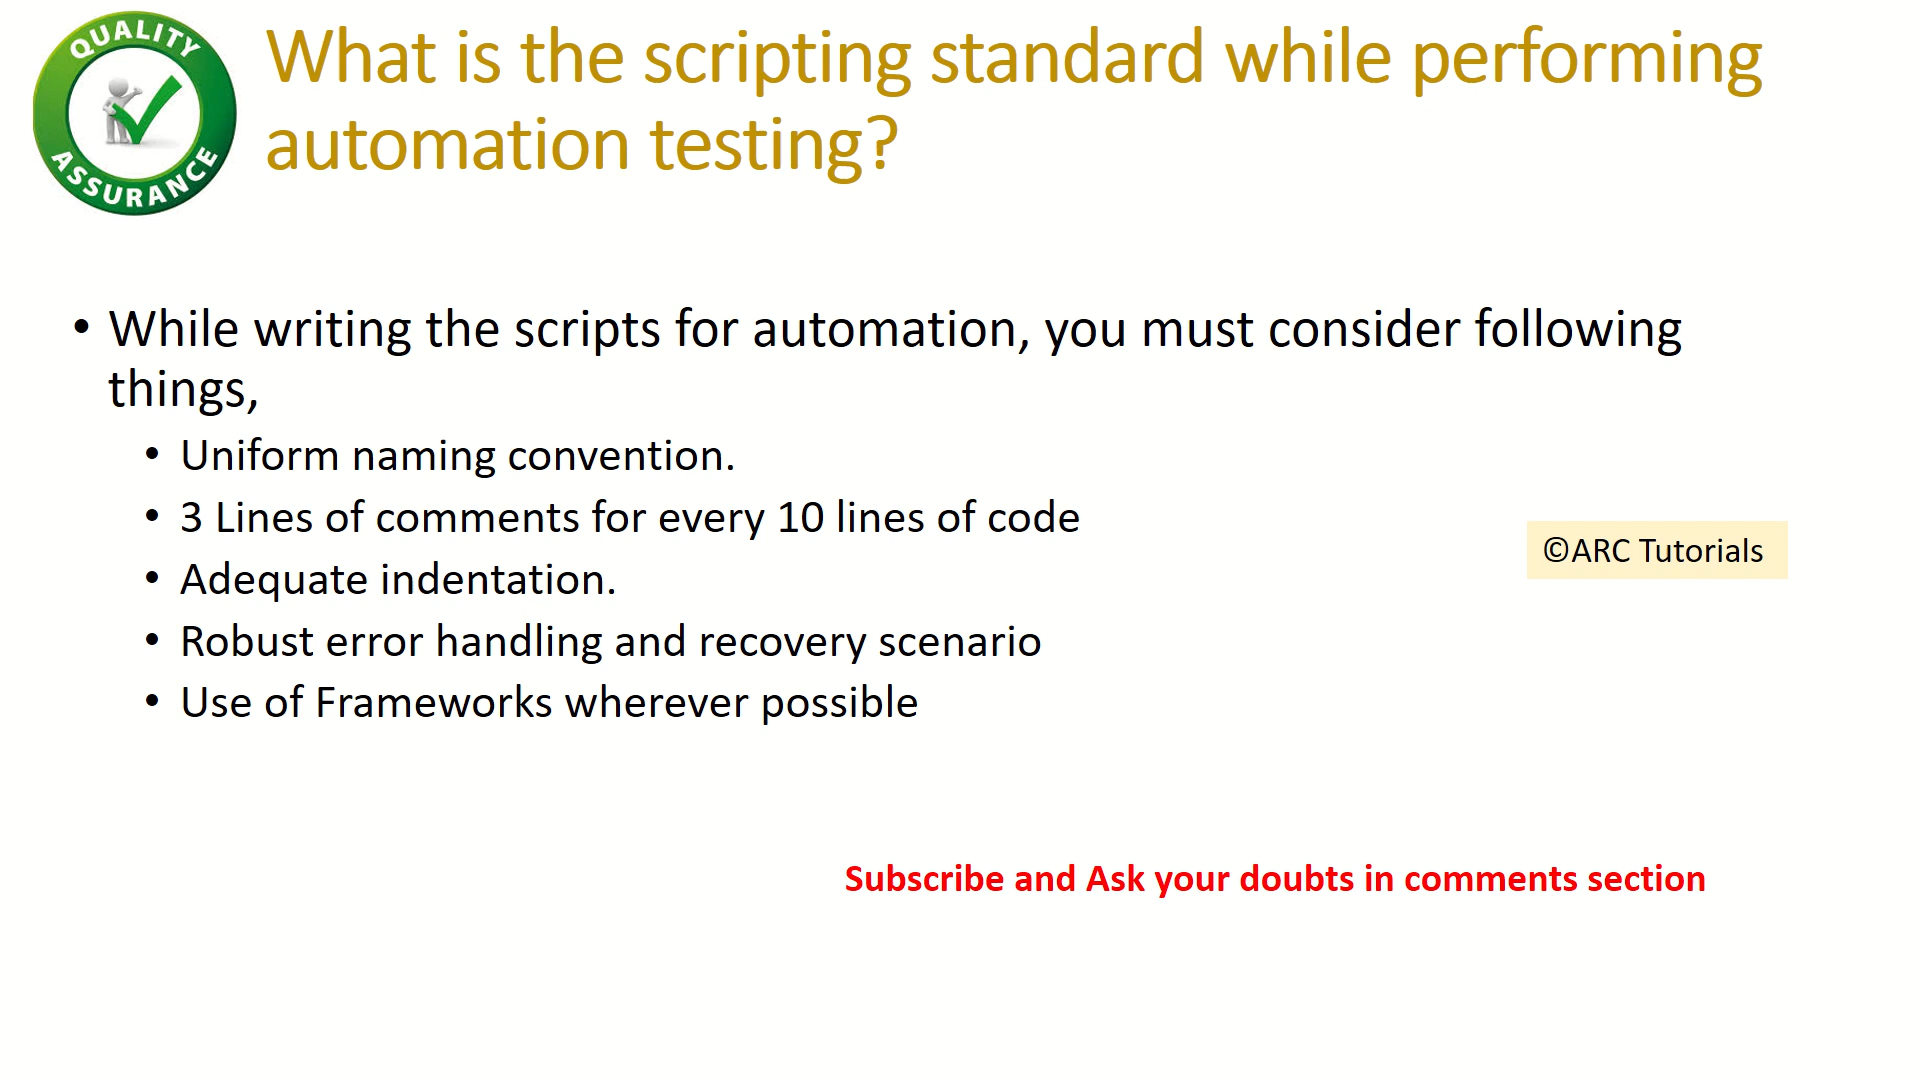 QUALITY
ASSURANCE
What is the scripting standard while performing
automation testing?
• While writing the scripts for automation, you must consider following
things,
• Uniform naming convention.
• 3 Lines of comments for every 10 lines of code
• Adequate indentation.
• Robust error handling and recovery scenario
• Use of Frameworks wherever possible
©ARC Tutorials
Subscribe and Ask your doubts in comments section